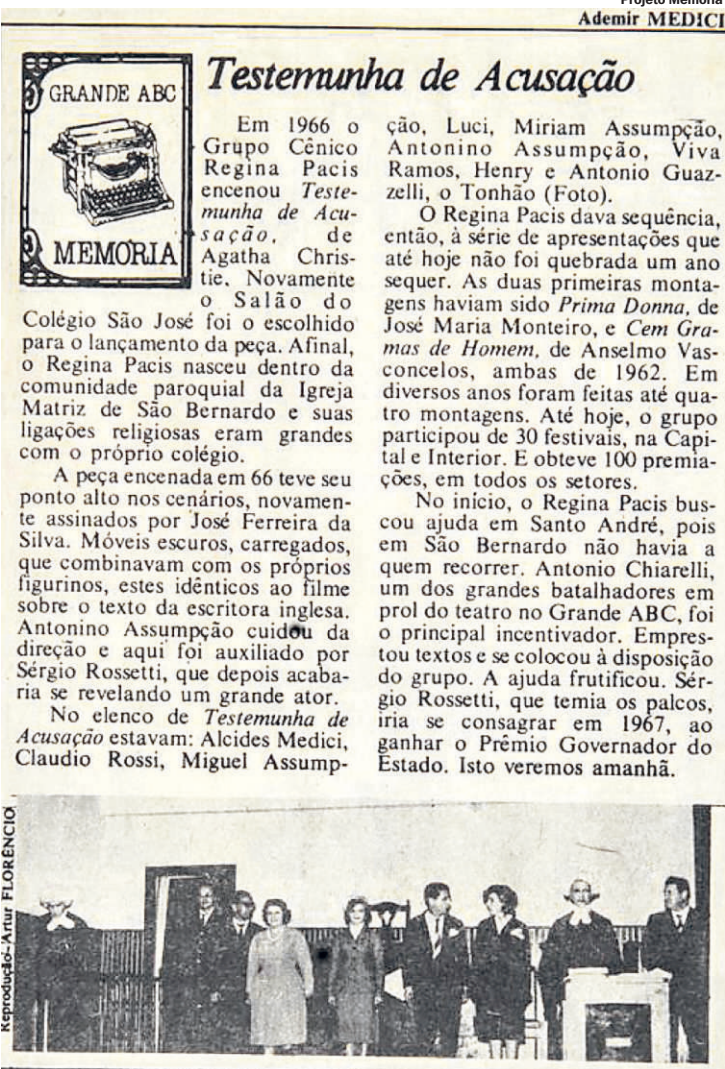 Projeto Memória
Ademir MEDICI
GRANDE ABC
MEMÓRIA
Testemunha de Acusação
Em 1966 o
Grupo Cênico
Regina Pacis
encenou Teste-
munha de Acu-
sação, de
Agatha Chris-
tie. Novamente
o Salão do
Colégio São José foi o escolhido
para o lançamento da peça. Afinal,
o Regina Pacis nasceu dentro da
comunidade paroquial da Igreja
Matriz de São Bernardo e suas
ligações religiosas eram grandes
com o próprio colégio.
A peça encenada em 66 teve seu
ponto alto nos cenários, novamen-
te assinados por José Ferreira da
Silva. Móveis escuros, carregados,
que combinavam com os próprios
figurinos, estes idênticos ao filme
sobre o texto da escritora inglesa.
Antonino Assumpção cuidou da
direção e aqui foi auxiliado por
Sérgio Rossetti, que depois acaba-
ria se revelando um grande ator.
No elenco de Testemunha de
Acusação estavam: Alcides Medici,
Claudio Rossi, Miguel Assump-
ção, Luci, Miriam Assumpção,
Antonino Assumpção, Viva
Ramos, Henry e Antonio Guaz-
zelli, o Tonhão (Foto).
O Regina Pacis dava sequência,
então, à série de apresentações que
até hoje não foi quebrada um ano
sequer. As duas primeiras monta-
gens haviam sido Prima Donna, de
José Maria Monteiro, e Cem Gra-
mas de Homem, de Anselmo Vas-
concelos, ambas de 1962. Em
diversos anos foram feitas até qua-
tro montagens. Até hoje, o grupo
participou de 30 festivais, na Capi-
tal e Interior. E obteve 100 premia-
ções, em todos os setores.
No início, o Regina Pacis bus-
cou ajuda em Santo André, pois
em São Bernardo não havia a
quem recorrer. Antonio Chiarelli,
um dos grandes batalhadores em
prol do teatro no Grande ABC, foi
o principal incentivador. Empres-
tou textos e se colocou à disposição
do grupo. A ajuda frutificou. Sér-
gio Rossetti, que temia os palcos,
iria se consagrar em 1967, ao
ganhar o Prêmio Governador do
Estado. Isto veremos amanhã.
Reprodução-Artur FLORÊNCIO